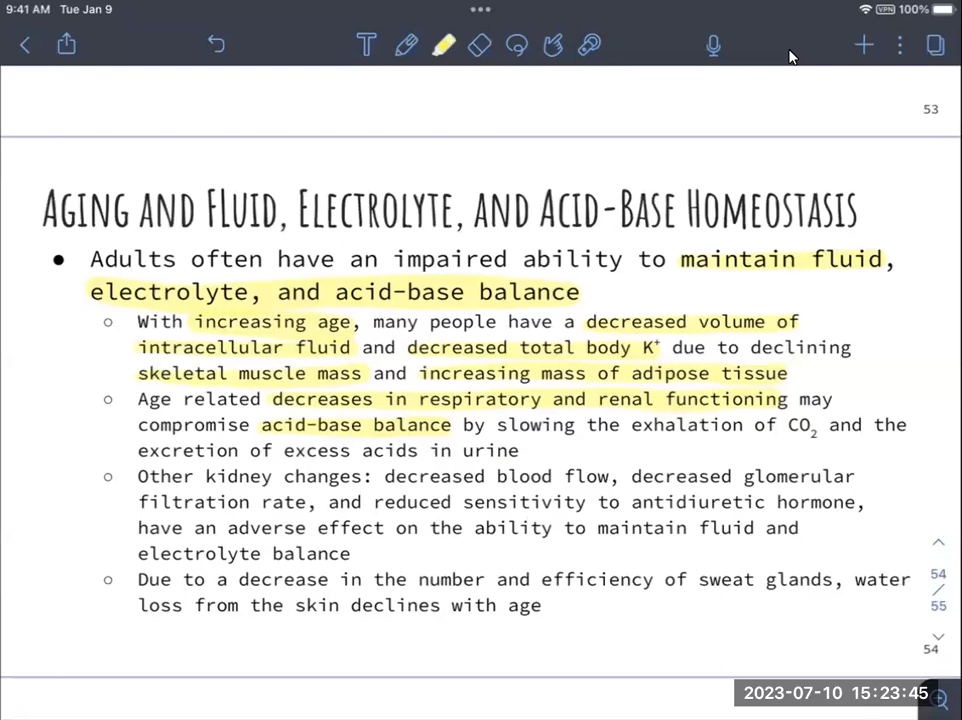 9:41 AM Tue Jan 9
VPN 100%
53
AGING AND FLUID, ELECTROLYTE, AND ACID-BASE HOMEOSTASIS
● Adults often have an impaired ability to maintain fluid,
electrolyte, and acid-base balance
○ With increasing age, many people have a decreased volume of
intracellular fluid and decreased total body K⁺ due to declining
skeletal muscle mass and increasing mass of adipose tissue
○ Age related decreases in respiratory and renal functioning may
compromise acid-base balance by slowing the exhalation of CO₂ and the
excretion of excess acids in urine
○ Other kidney changes: decreased blood flow, decreased glomerular
filtration rate, and reduced sensitivity to antidiuretic hormone,
have an adverse effect on the ability to maintain fluid and
electrolyte balance
○ Due to a decrease in the number and efficiency of sweat glands, water
loss from the skin declines with age
54
/
55
54
2023-07-10 15:23:45